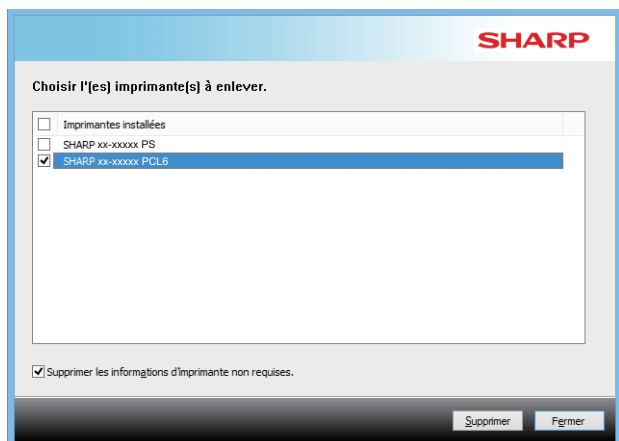 SHARP
Choisir l'(es) imprimante(s) à enlever.
Imprimantes installées
SHARP xx-xxxxx PS
SHARP xx-xxxxx PCL6
Supprimer les informations d'imprimante non requises.
Supprimer Fermer